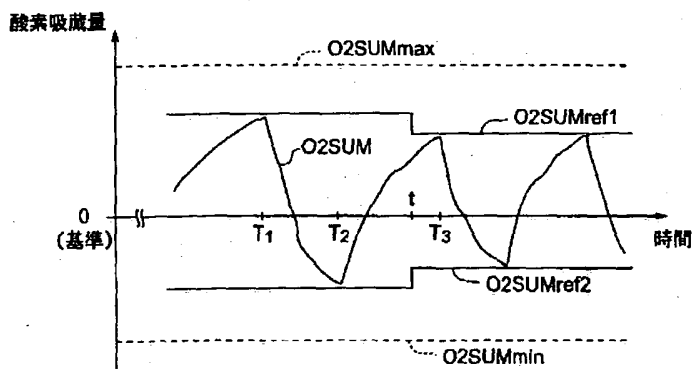 酸素吸蔵量
O2SUMmax
O2SUMref1
O2SUM
t
0
(基準)
T1
T2
T3
時間
O2SUMref2
O2SUMmin